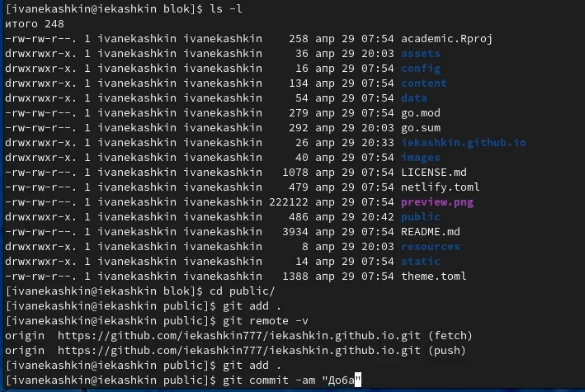 [ivanekashkin@iekashkin blok]$ ls -l
итого 248
-rw-rw-r--. 1 ivanekashkin ivanekashkin    258 апр 29 07:54 academic.Rproj
drwxrwxr-x. 1 ivanekashkin ivanekashkin     36 апр 29 20:03 assets
drwxrwxr-x. 1 ivanekashkin ivanekashkin     16 апр 29 07:54 config
drwxrwxr-x. 1 ivanekashkin ivanekashkin    134 апр 29 07:54 content
drwxrwxr-x. 1 ivanekashkin ivanekashkin     54 апр 29 07:54 data
-rw-rw-r--. 1 ivanekashkin ivanekashkin    279 апр 29 07:54 go.mod
-rw-rw-r--. 1 ivanekashkin ivanekashkin    292 апр 29 20:03 go.sum
drwxrwxr-x. 1 ivanekashkin ivanekashkin     26 апр 29 20:33 iekashkin.github.io
drwxrwxr-x. 1 ivanekashkin ivanekashkin     40 апр 29 07:54 images
-rw-rw-r--. 1 ivanekashkin ivanekashkin   1078 апр 29 07:54 LICENSE.md
-rw-rw-r--. 1 ivanekashkin ivanekashkin    479 апр 29 07:54 netlify.toml
-rw-rw-r--. 1 ivanekashkin ivanekashkin 222122 апр 29 07:54 preview.png
drwxrwxr-x. 1 ivanekashkin ivanekashkin    486 апр 29 20:42 public
-rw-rw-r--. 1 ivanekashkin ivanekashkin   3934 апр 29 07:54 README.md
drwxrwxr-x. 1 ivanekashkin ivanekashkin      8 апр 29 20:03 resources
drwxrwxr-x. 1 ivanekashkin ivanekashkin     14 апр 29 07:54 static
-rw-rw-r--. 1 ivanekashkin ivanekashkin   1388 апр 29 07:54 theme.toml
[ivanekashkin@iekashkin blok]$ cd public/
[ivanekashkin@iekashkin public]$ git add .
[ivanekashkin@iekashkin public]$ git remote -v
origin  https://github.com/iekashkin777/iekashkin.github.io.git (fetch)
origin  https://github.com/iekashkin777/iekashkin.github.io.git (push)
[ivanekashkin@iekashkin public]$ git add .
[ivanekashkin@iekashkin public]$ git commit -am "Доба"